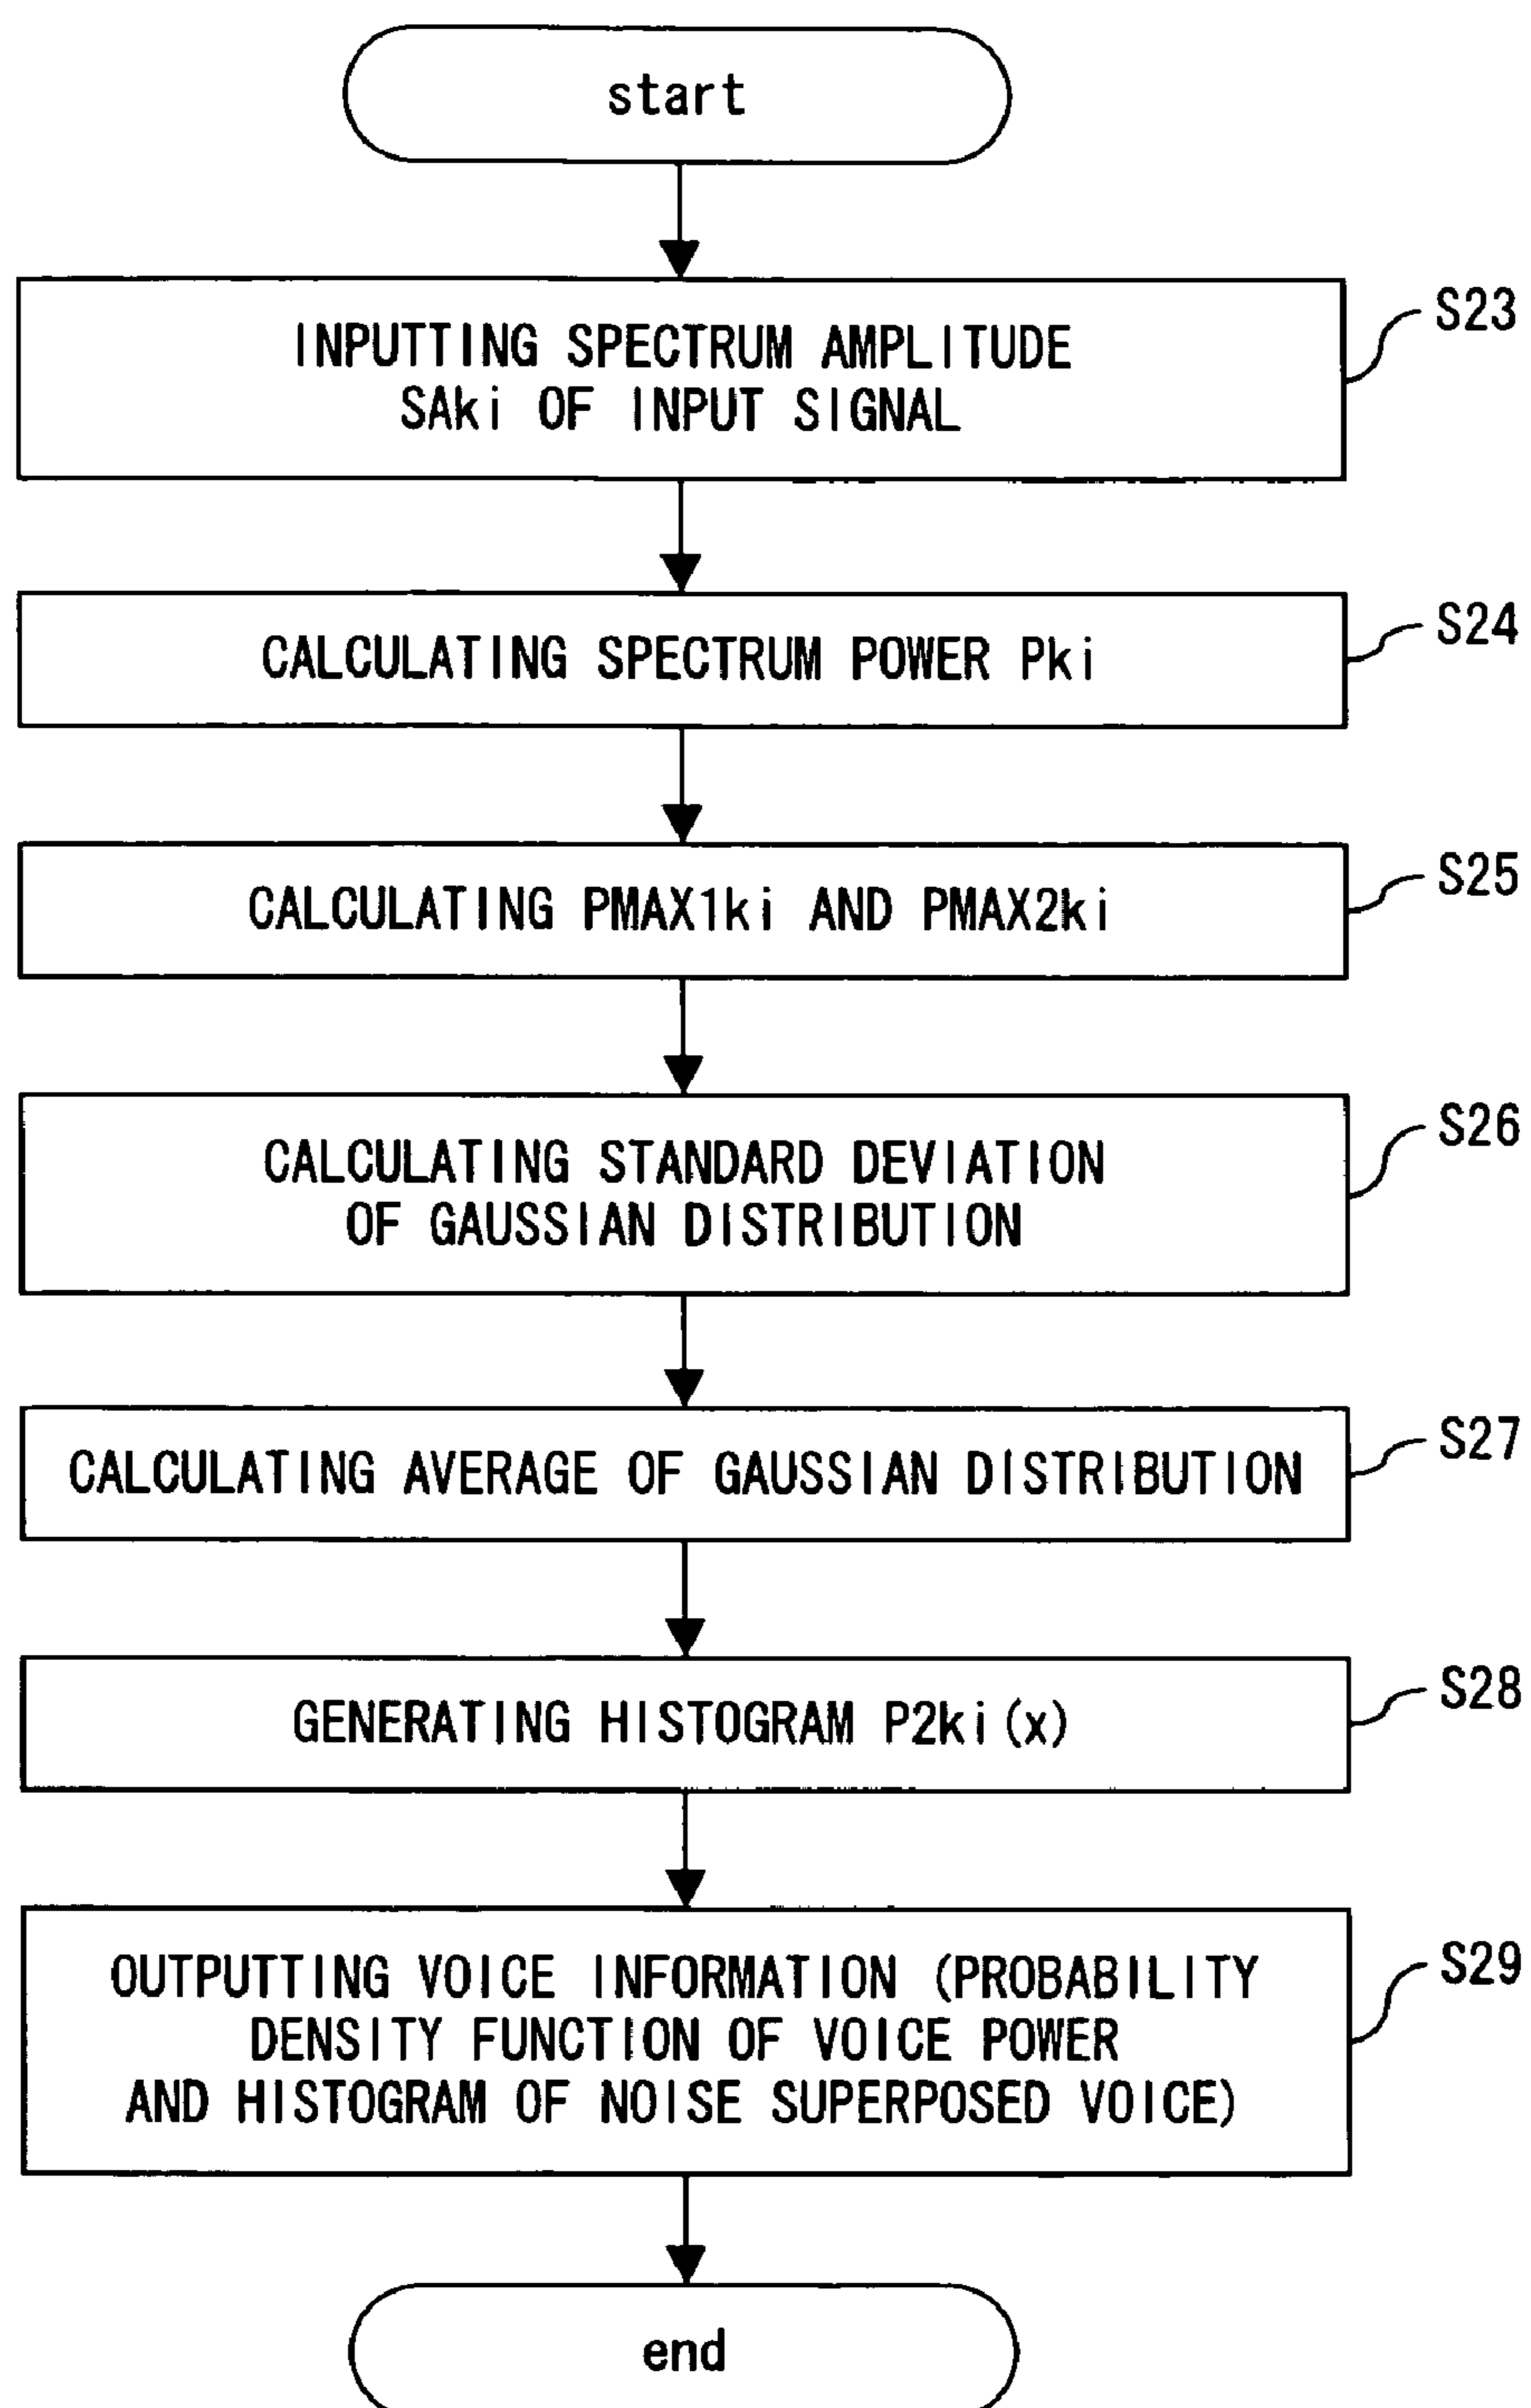 start
S23
INPUTTING SPECTRUM AMPLITUDE
SAki OF INPUT SIGNAL
S24
CALCULATING SPECTRUM POWER Pki
S25
CALCULATING PMAX1ki AND PMAX2ki
S26
CALCULATING STANDARD DEVIATION
OF GAUSSIAN DISTRIBUTION
S27
CALCULATING AVERAGE OF GAUSSIAN DISTRIBUTION
S28
GENERATING HISTOGRAM P2ki(x)
S29
OUTPUTTING VOICE INFORMATION (PROBABILITY
DENSITY FUNCTION OF VOICE POWER
AND HISTOGRAM OF NOISE SUPERPOSED VOICE)
end